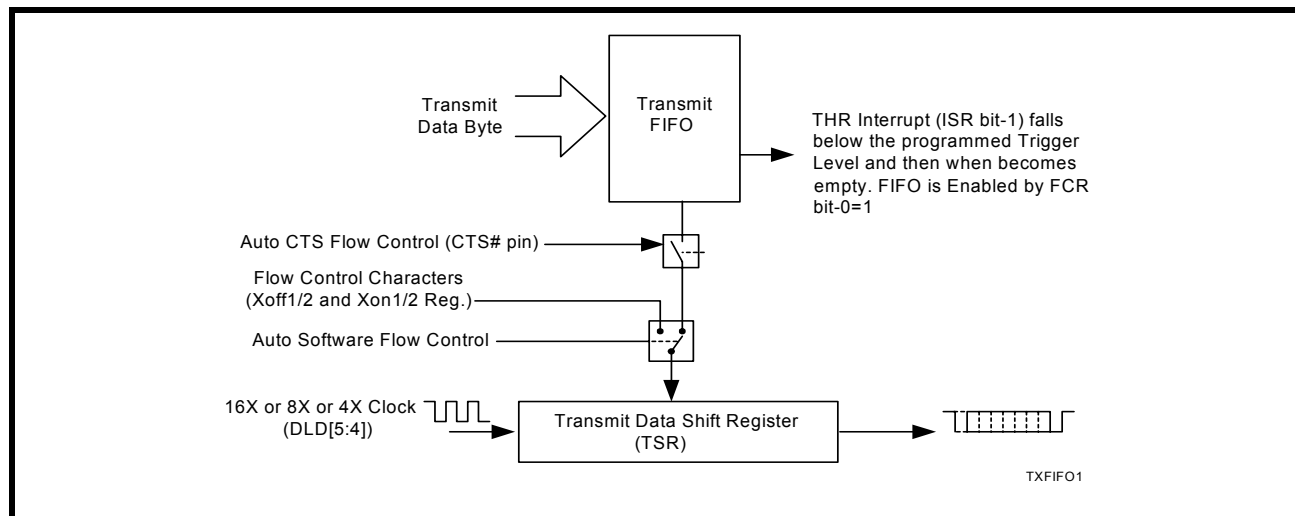 Transmit
Data Byte
Transmit
FIFO
THR Interrupt (ISR bit-1) falls
below the programmed Trigger
Level and then when becomes
empty. FIFO is Enabled by FCR
bit-0=1
Auto CTS Flow Control (CTS# pin)
Flow Control Characters
(Xoff1/2 and Xon1/2 Reg.)
Auto Software Flow Control
16X or 8X or 4X Clock
(DLD[5:4])
Transmit Data Shift Register
(TSR)
TXFIFO1